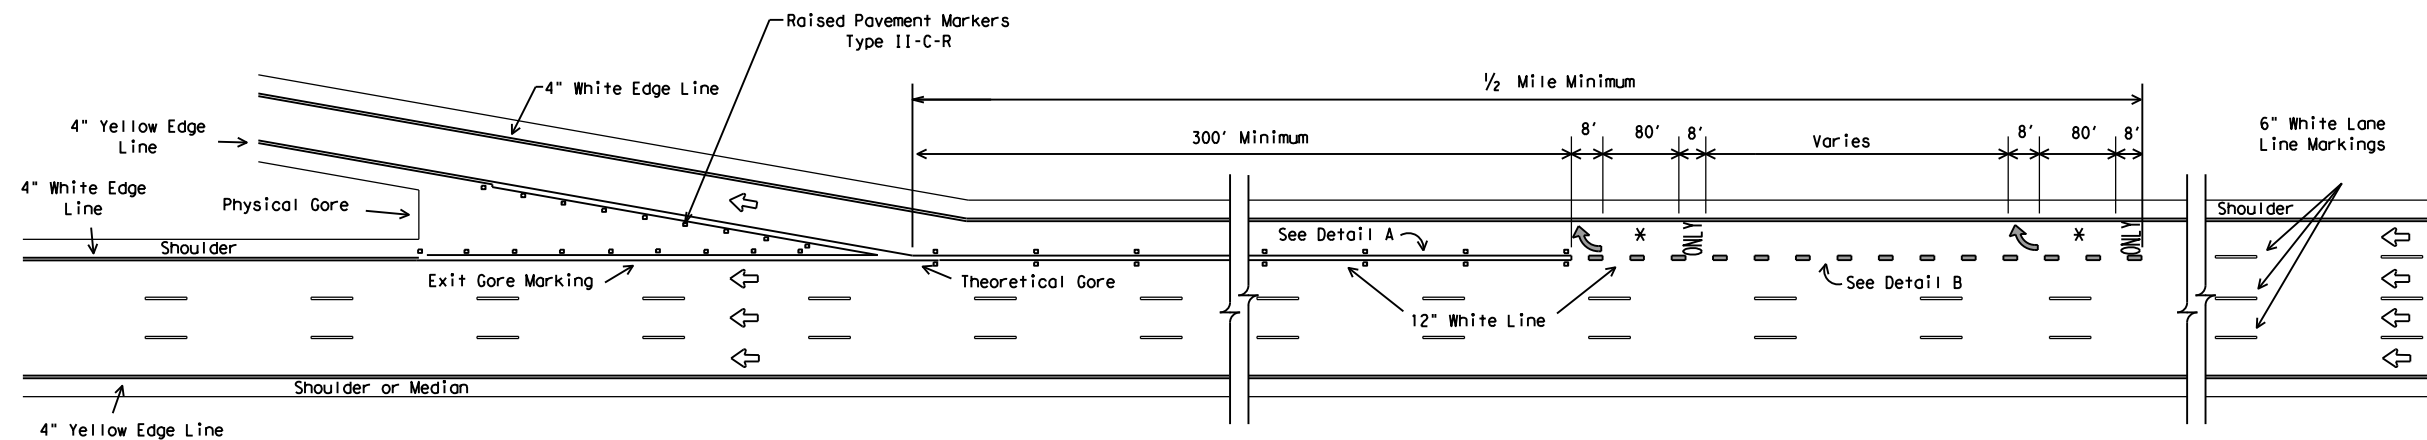 Raised Pavement Markers
Type II-C-R
4" White Edge Line
½ Mile Minimum
4" Yellow Edge
Line
300' Minimum
8'
80'
8'
Varies
8'
80'
8'
6" White Lane
Line Markings
4" White Edge
Line
Physical Gore
Shoulder
Shoulder
See Detail A
*
ONLY
*
ONLY
Exit Gore Marking
Theoretical Gore
See Detail B
12" White Line
Shoulder or Median
4" Yellow Edge Line